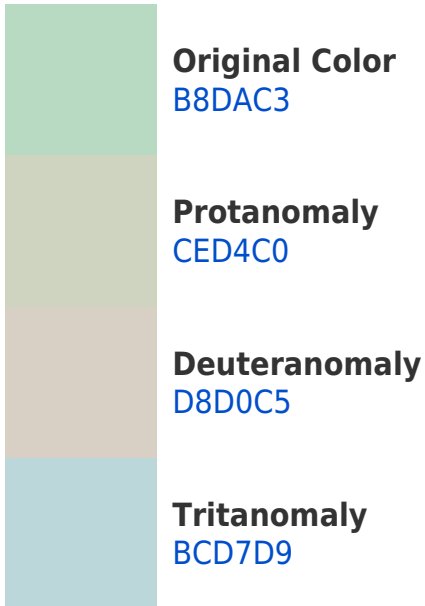 Original Color
B8DAC3
Protanomaly
CED4C0
Deuteranomaly
D8D0C5
Tritanomaly
BCD7D9